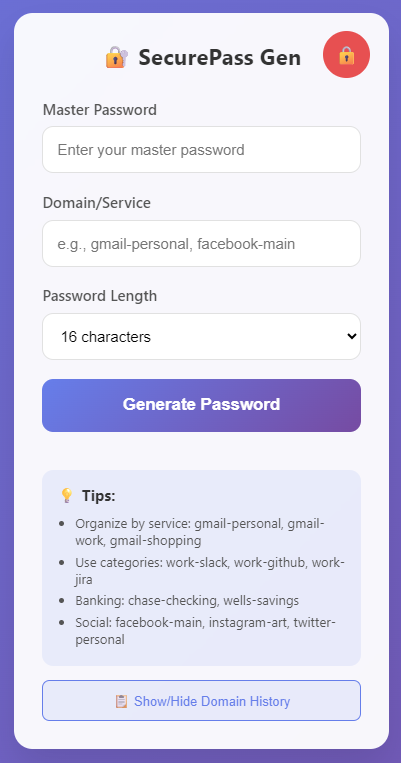 🔐 SecurePass Gen
🔒
Master Password
Enter your master password
Domain/Service
e.g., gmail-personal, facebook-main
Password Length
16 characters
Generate Password
💡 Tips:
• Organize by service: gmail-personal, gmail-
work, gmail-shopping
• Use categories: work-slack, work-github, work-
jira
• Banking: chase-checking, wells-savings
• Social: facebook-main, instagram-art, twitter-
personal
📋 Show/Hide Domain History